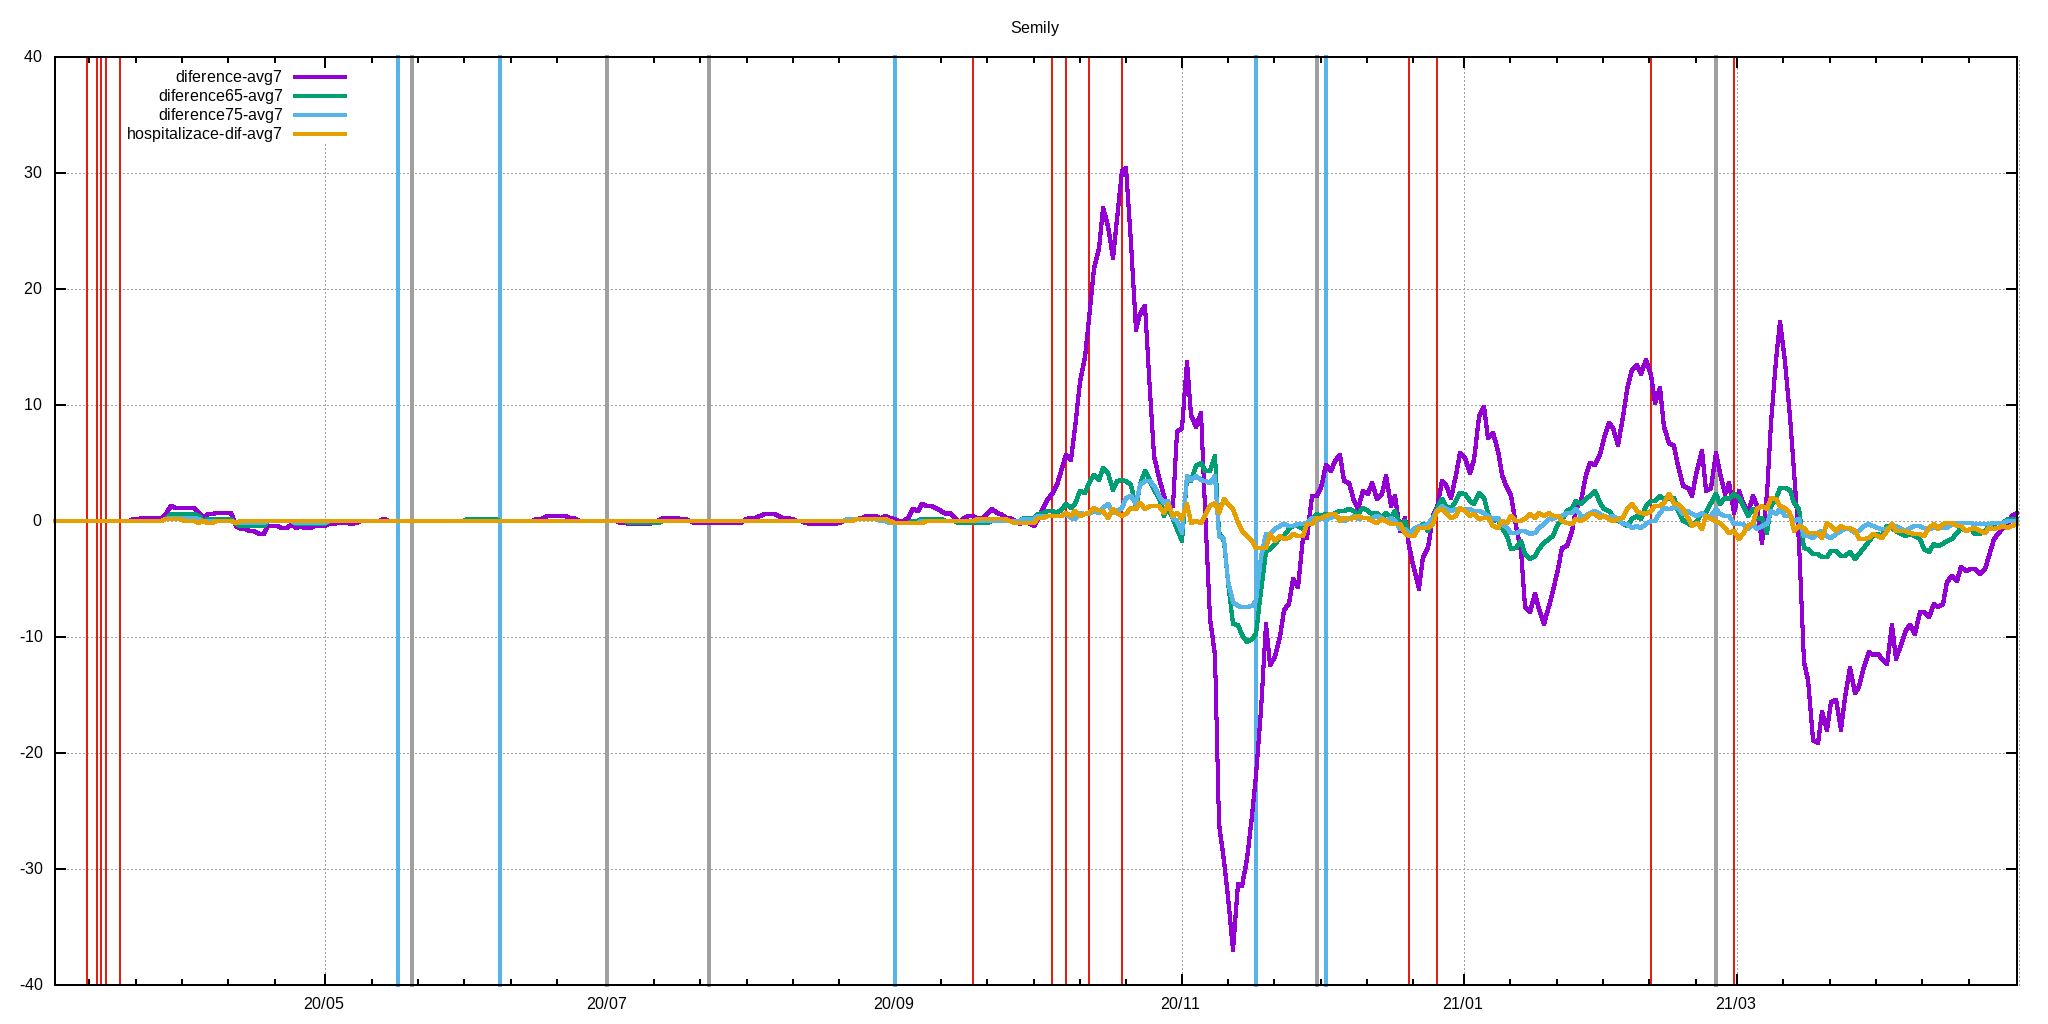 Semily
diference-avg7
diference65-avg7
diference75-avg7
hospitalizace-dif-avg7
40
30
20
10
0
-10
-20
-30
-40
20/05 20/07 20/09 20/11 21/01 21/03